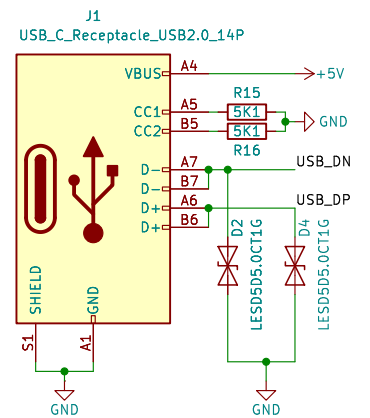 J1
USB_C_Receptacle_USB2.0_14P
VBUS A4 +5V
R15
CC1 A5 5K1
GND
CC2 B5 5K1
R16
D- A7 USB_DN
D- B7
D+ A6 USB_DP
D+ B6
D2
LESD5D5.0CT1G
D4
LESD5D5.0CT1G
SHIELD
GND
S1
A1
GND
GND